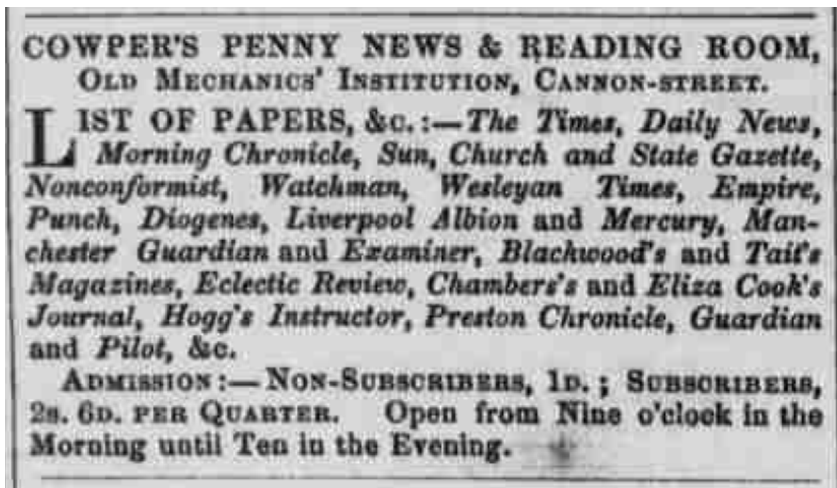 COWPER'S PENNY NEWS & READING ROOM,
OLD MECHANICS' INSTITUTION, CANNON-STREET.
LIST OF PAPERS, &c.:—The Times, Daily News,
Morning Chronicle, Sun, Church and State Gazette,
Nonconformist, Watchman, Wesleyan Times, Empire,
Punch, Diogenes, Liverpool Albion and Mercury, Man-
chester Guardian and Examiner, Blackwood's and Tait's
Magazines, Eclectic Review, Chambers's and Eliza Cook's
Journal, Hogg's Instructor, Preston Chronicle, Guardian
and Pilot, &c.
ADMISSION:—NON-SUBSCRIBERS, 1D.; SUBSCRIBERS,
2S. 6D. PER QUARTER. Open from Nine o'clock in the
Morning until Ten in the Evening.